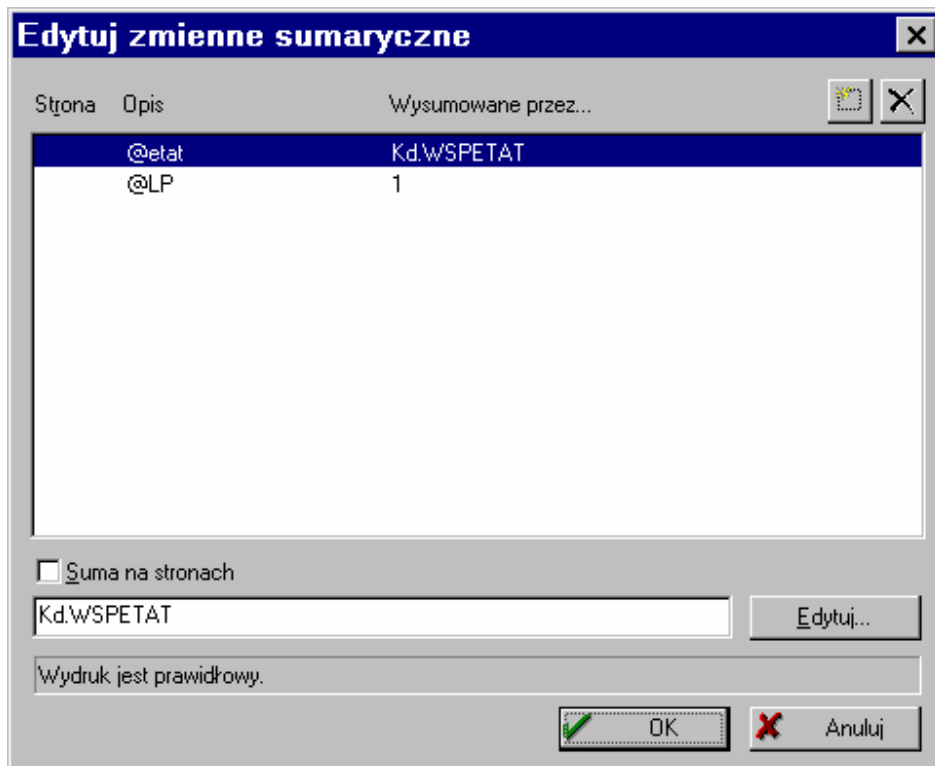 Edytuj zmienne sumaryczne
Strona Opis Wysumowane przez...
@etat Kd.WSPETAT
@LP 1
Suma na stronach
Kd.WSPETAT Edytuj...
Wydruk jest prawidłowy.
OK Anuluj